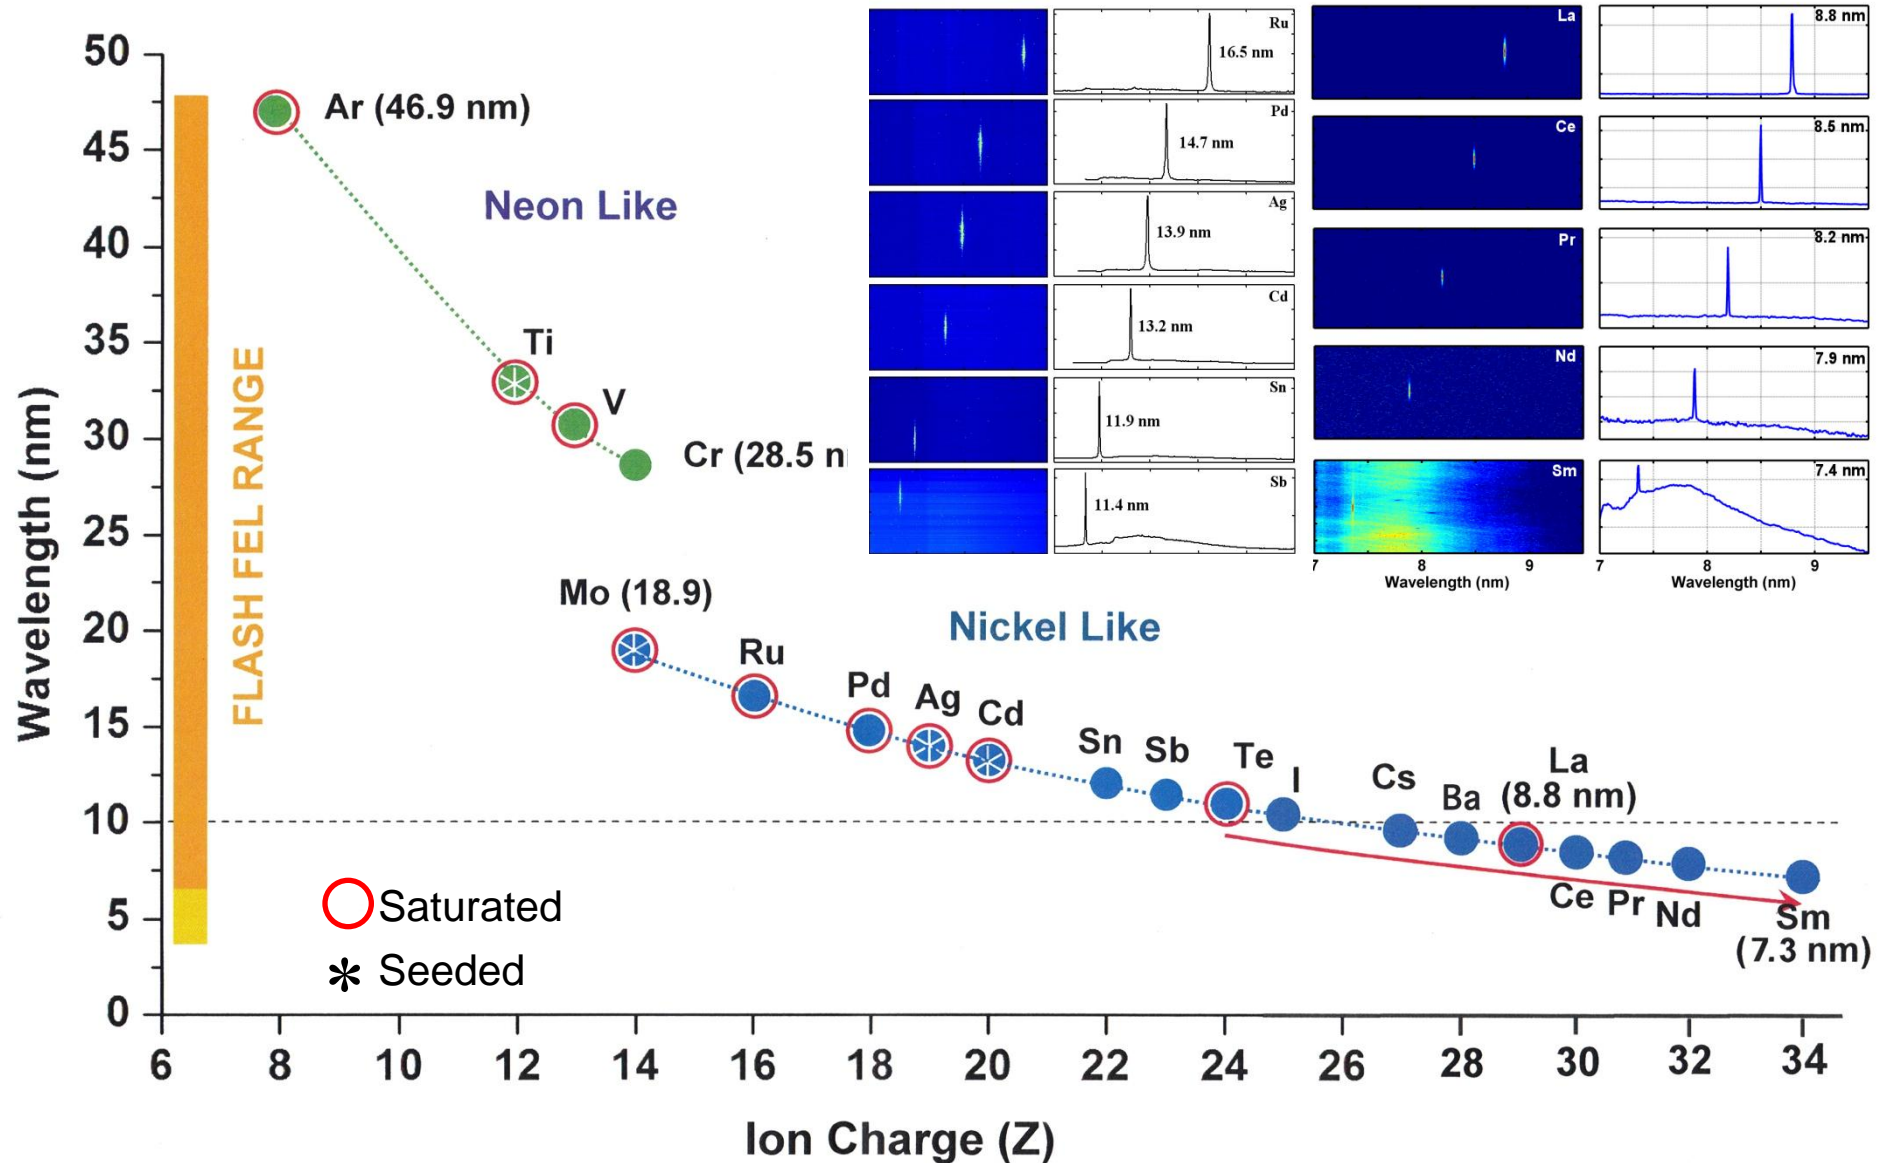 50
45
40
35
30
25
20
15
10
5
0
Wavelength (nm)
FLASH FEL RANGE
Ar (46.9 nm)
Neon Like
Ti
V
Cr (28.5 n
Mo (18.9)
Nickel Like
Ru
Pd
Ag
Cd
Sn
Sb
Te
I
Cs
Ba
La
(8.8 nm)
Ce
Pr
Nd
Sm
(7.3 nm)
Saturated
* Seeded
6 8 10 12 14 16 18 20 22 24 26 28 30 32 34
Ion Charge (Z)
Ru
16.5 nm
Pd
14.7 nm
Ag
13.9 nm
Cd
13.2 nm
Sn
11.9 nm
Sb
11.4 nm
La
8.8 nm
Ce
8.5 nm
Pr
8.2 nm
Nd
7.9 nm
Sm
7.4 nm
7 8 9
Wavelength (nm)
7 8 9
Wavelength (nm)